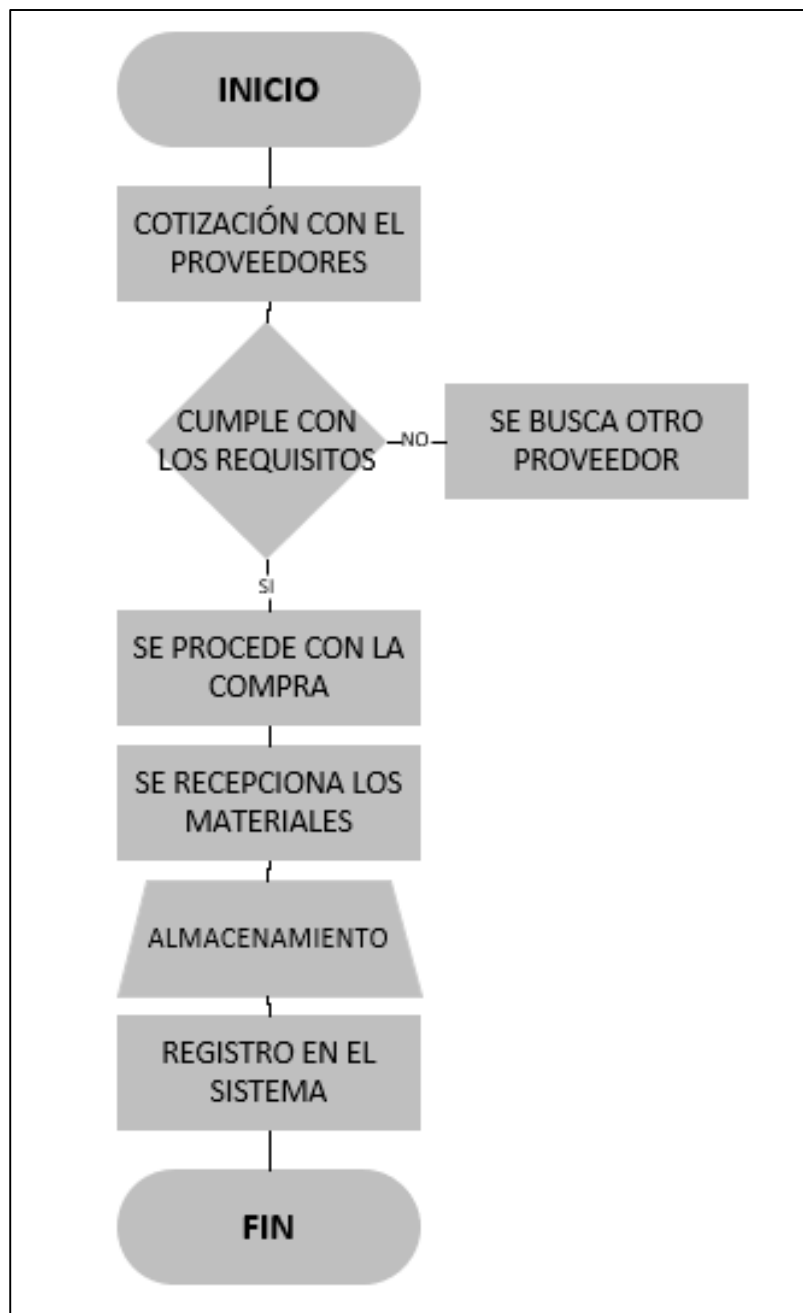 INICIO
COTIZACIÓN CON EL
PROVEEDORES
CUMPLE CON
LOS REQUISITOS
NO
SE BUSCA OTRO
PROVEEDOR
SI
SE PROCEDE CON LA
COMPRA
SE RECEPCIONA LOS
MATERIALES
ALMACENAMIENTO
REGISTRO EN EL
SISTEMA
FIN